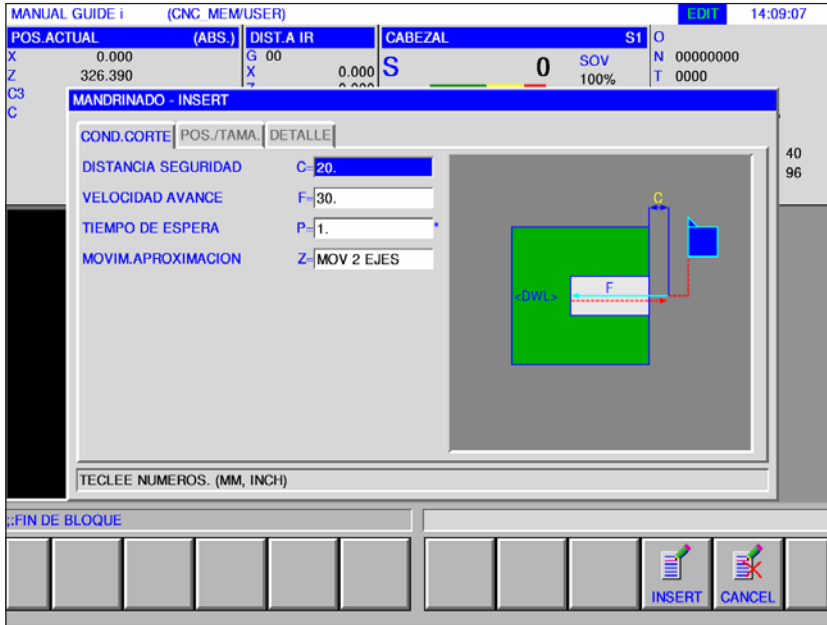 MANUAL GUIDE i (CNC_MEM/USER) EDIT 14:09:07
POS.ACTUAL (ABS.) DIST.A IR CABEZAL S1 O
X 0.000 G 00 S 0 SOV N 00000000
Z 326.390 X 0.000 100% T 0000
C3 Z 0.000
C
MANDRINADO - INSERT
COND.CORTE POS./TAMA. DETALLE
DISTANCIA SEGURIDAD C=20.
VELOCIDAD AVANCE F=30.
TIEMPO DE ESPERA P=1. *
MOVIM.APROXIMACION Z=MOV 2 EJES
C
<DWL> F
40
96
TECLEE NUMEROS. (MM, INCH)
;:FIN DE BLOQUE
INSERT CANCEL